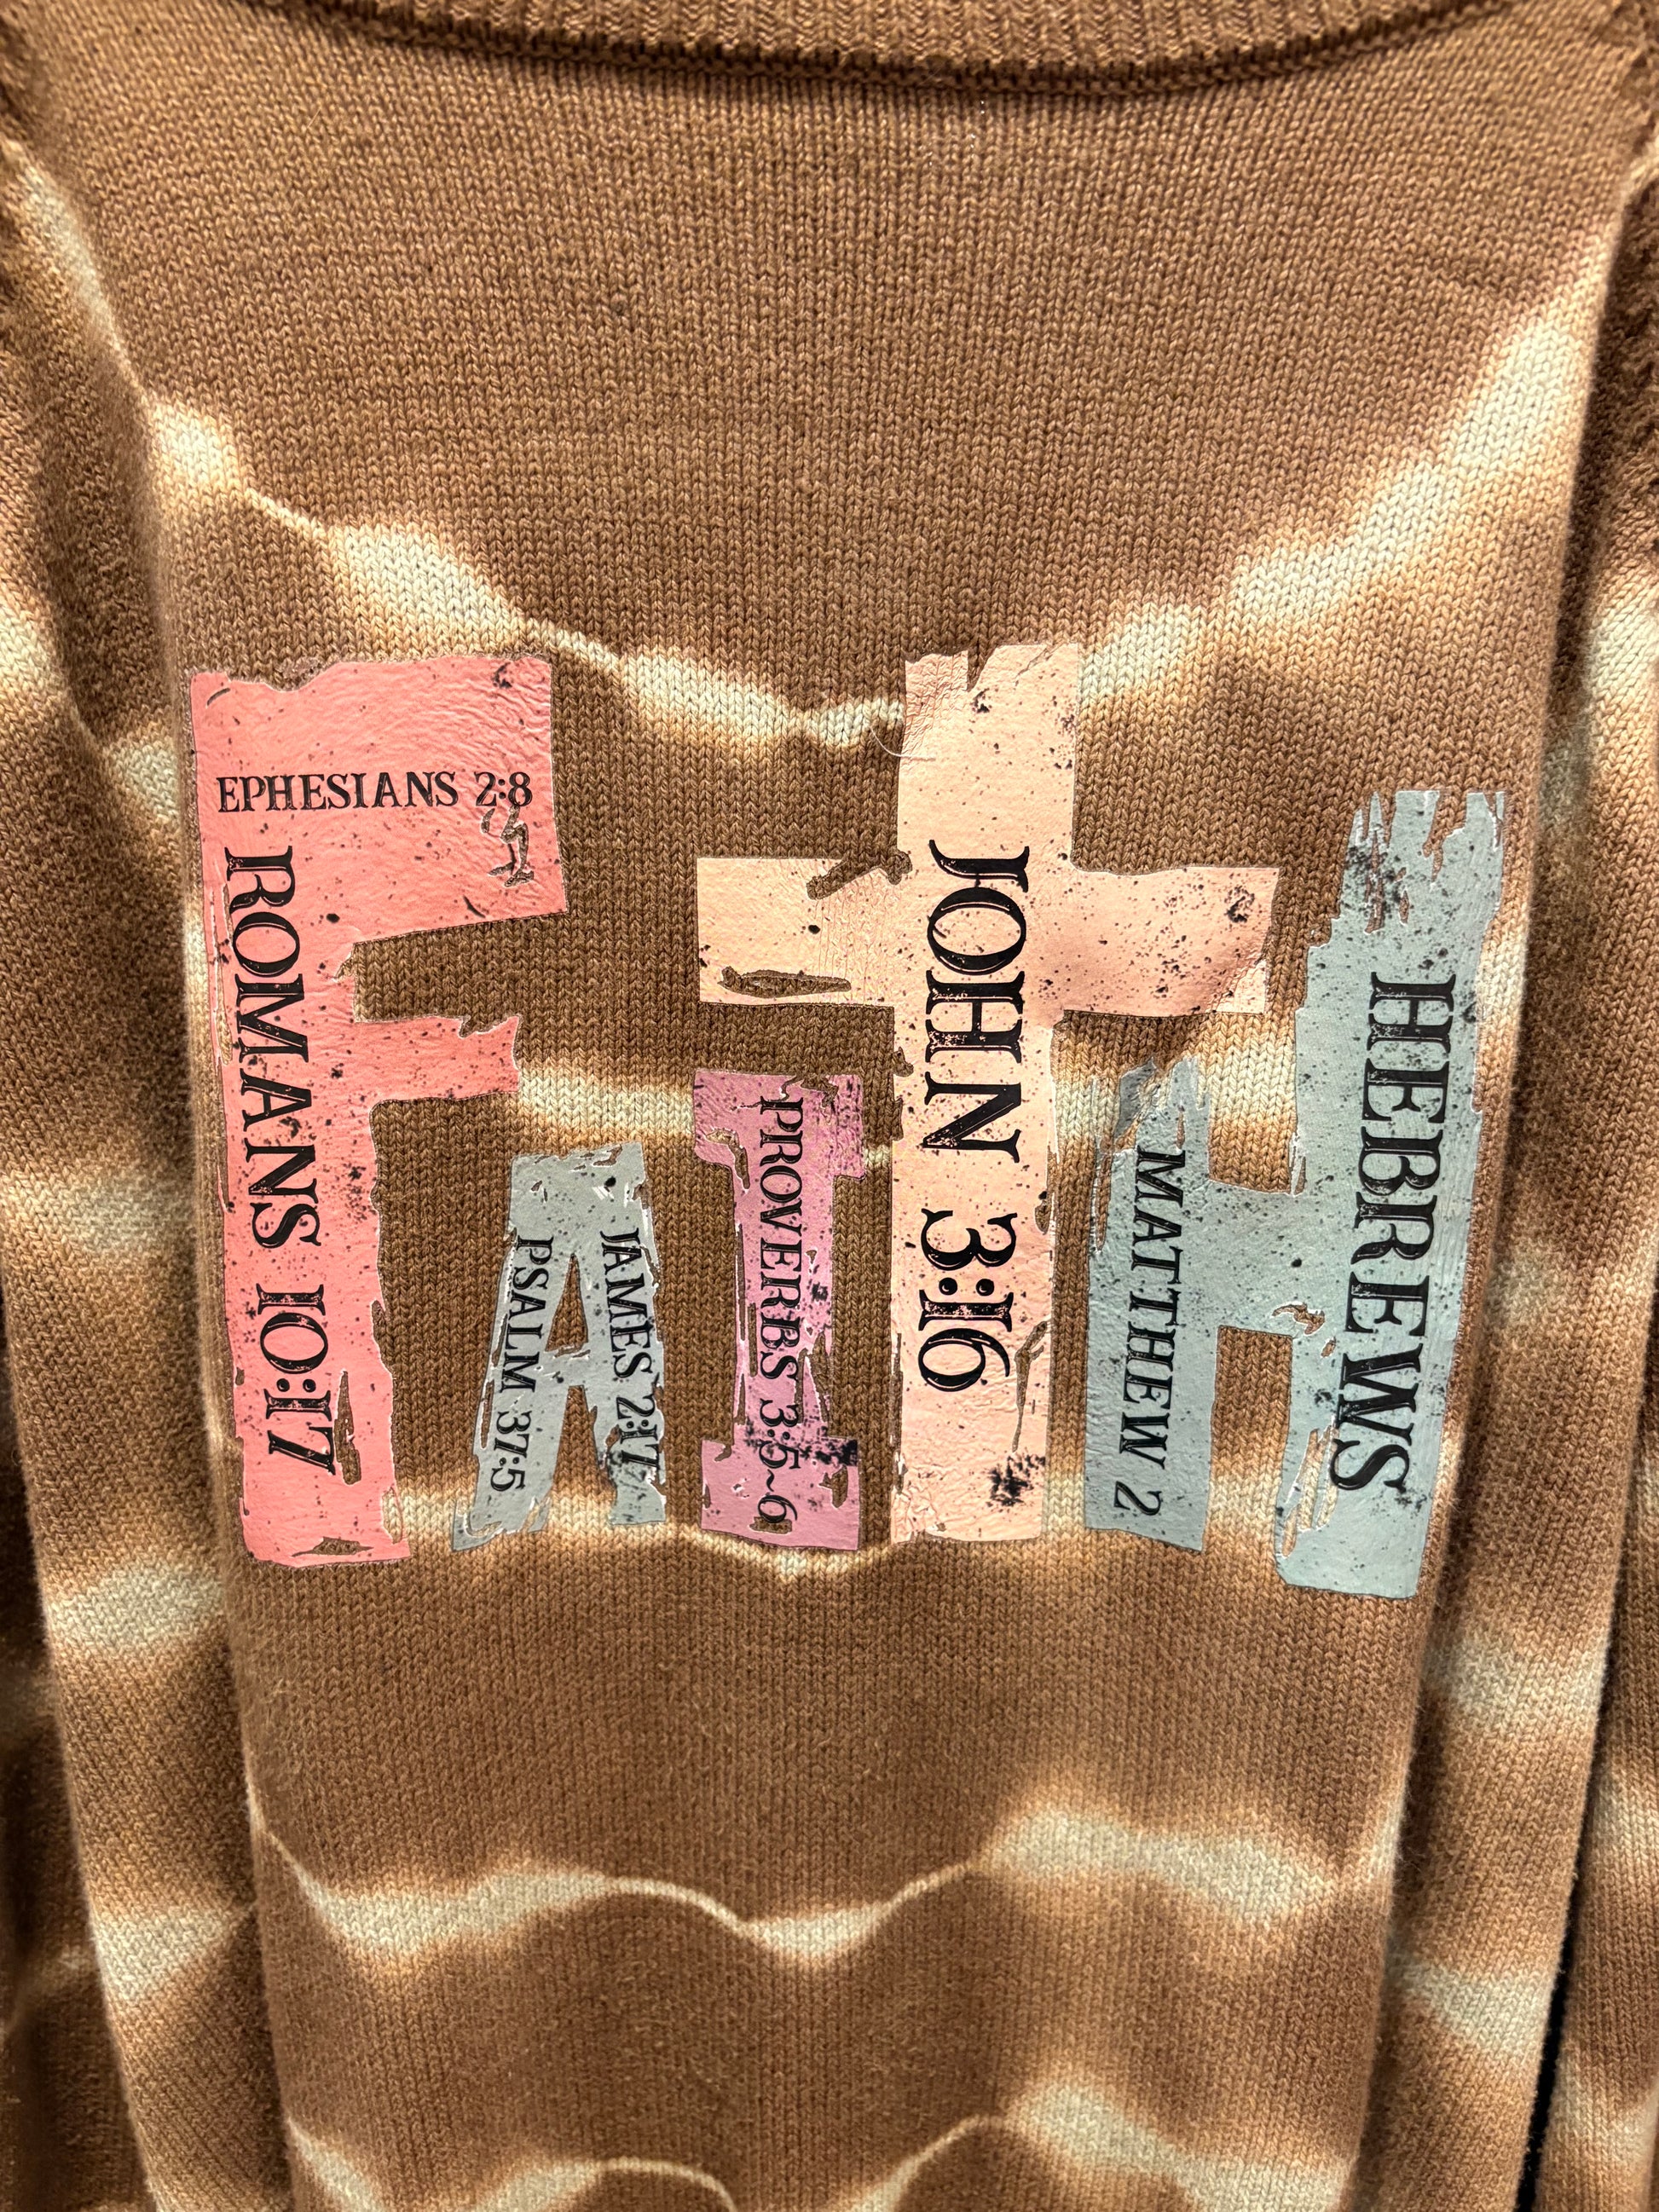 FAITH
EPHESIANS 2:8
ROMANS 10:17
PSALM 37:5
JAMES 2:17
PROVERBS 3:5~6
JOHN 3:16
MATTHEW 2
HEBREWS